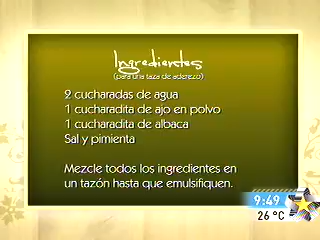 Ingredientes
(para una taza de aderezo)
2 cucharadas de agua
1 cucharadita de ajo en polvo
1 cucharadita de albaca
Sal y pimienta
Mezcle todos los ingredientes en
un tazón hasta que emulsifiquen.
9:49
26 °C